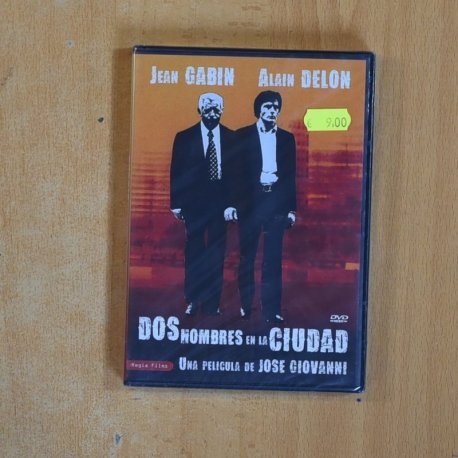 JEAN GABIN ALAIN DELON
€ 9.00
DVD
DOS HOMBRES EN LA CIUDAD
UNA PELICULA DE JOSE GIOVANNI
Regia Films